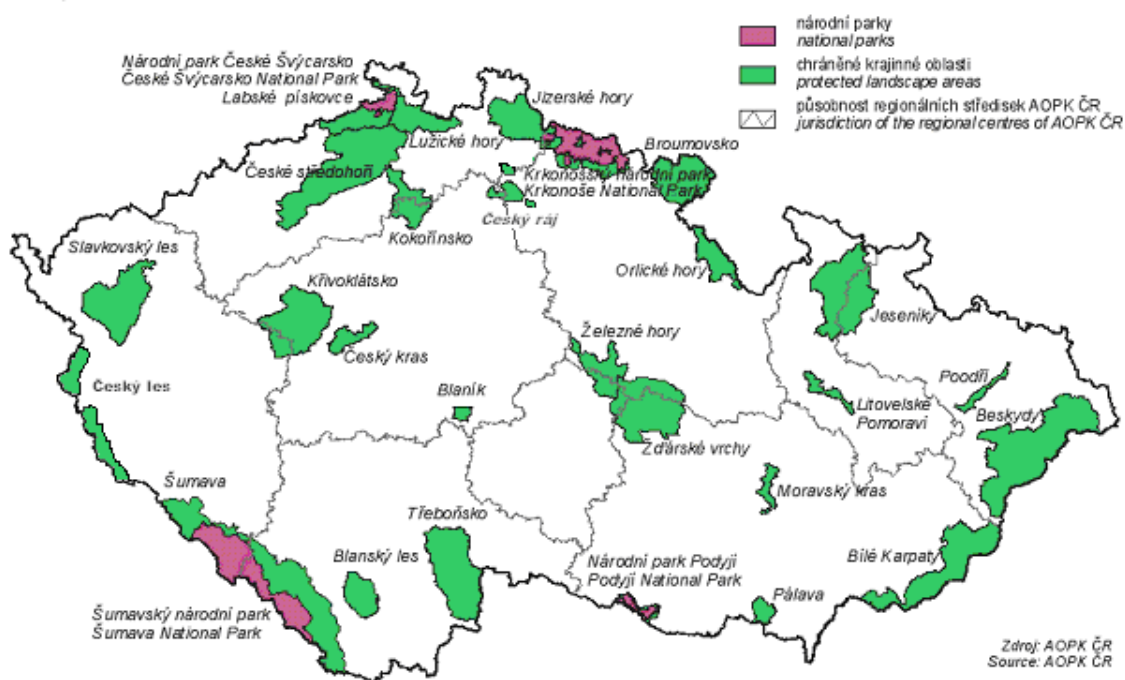 národní parky
national parks
chráněné krajinné oblasti
protected landscape areas
působnost regionálních středisek AOPK ČR
jurisdiction of the regional centres of AOPK ČR
Národní park České Švýcarsko
České Švýcarsko National Park
Labské pískovce
Jizerské hory
Lužické hory
Broumovsko
České středohoří
Krkonošský národní park
Krkonoše National Park
Český ráj
Kokořínsko
Slavkovský les
Orlické hory
Křivoklátsko
Jeseníky
Železné hory
Český kras
Český les
Blaník
Poodří
Litovelské
Pomoraví
Beskydy
Žďárské vrchy
Šumava
Moravský kras
Třeboňsko
Blanský les
Národní park Podyjí
Podyjí National Park
Bílé Karpaty
Pálava
Šumavský národní park
Šumava National Park
Zdroj: AOPK ČR
Source: AOPK ČR